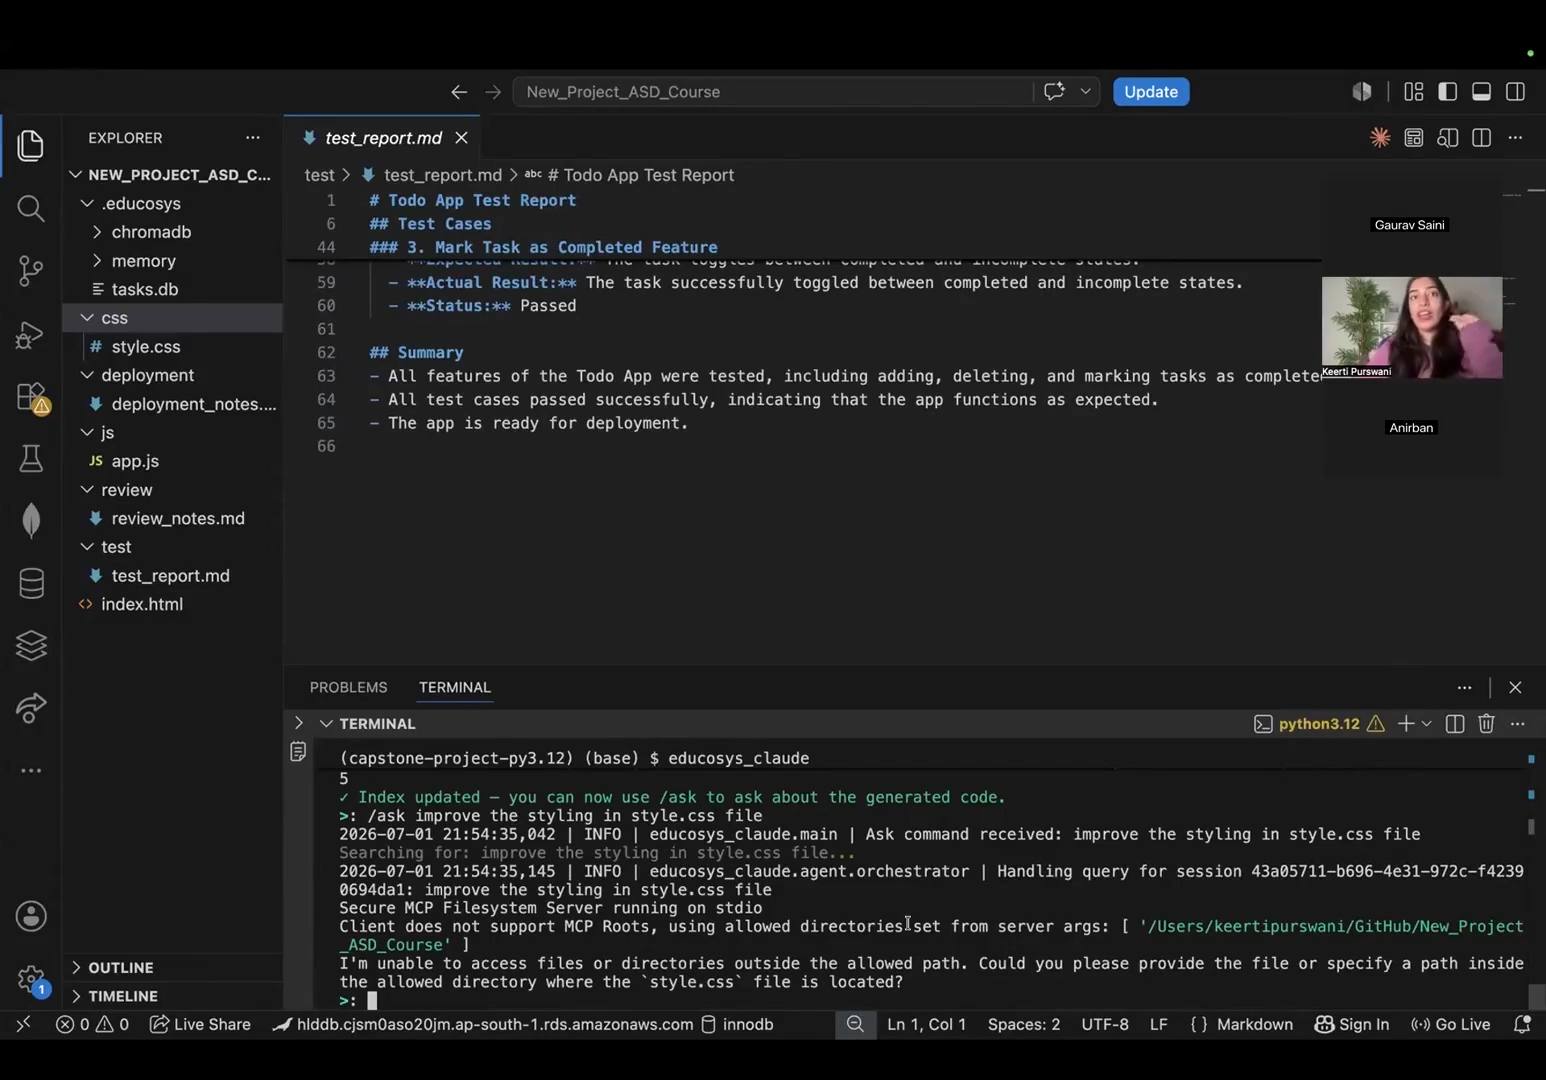 New_Project_ASD_Course
Update
EXPLORER
NEW_PROJECT_ASD_C...
.educosys
chromadb
memory
tasks.db
css
# style.css
deployment
deployment_notes....
js
JS app.js
review
review_notes.md
test
test_report.md
<> index.html
OUTLINE
TIMELINE
test_report.md
test > test_report.md > abc # Todo App Test Report
1 # Todo App Test Report
6 ## Test Cases
44 ### 3. Mark Task as Completed Feature
**Expected Result:** The task toggles between completed and incomplete states.
59 - **Actual Result:** The task successfully toggled between completed and incomplete states.
60 - **Status:** Passed
61
62 ## Summary
63 - All features of the Todo App were tested, including adding, deleting, and marking tasks as complete
64 - All test cases passed successfully, indicating that the app functions as expected.
65 - The app is ready for deployment.
66
Gaurav Saini
Keerti Purswani
Anirban
PROBLEMS TERMINAL
TERMINAL
python3.12
(capstone-project-py3.12) (base) $ educosys_claude
5
✓ Index updated — you can now use /ask to ask about the generated code.
>: /ask improve the styling in style.css file
2026-07-01 21:54:35,042 | INFO | educosys_claude.main | Ask command received: improve the styling in style.css file
Searching for: improve the styling in style.css file...
2026-07-01 21:54:35,145 | INFO | educosys_claude.agent.orchestrator | Handling query for session 43a05711-b696-4e31-972c-f4239
0694da1: improve the styling in style.css file
Secure MCP Filesystem Server running on stdio
Client does not support MCP Roots, using allowed directories set from server args: [ '/Users/keertipurswani/GitHub/New_Project
_ASD_Course' ]
I'm unable to access files or directories outside the allowed path. Could you please provide the file or specify a path inside
the allowed directory where the `style.css` file is located?
>:
1
0 0 Live Share hlddb.cjsm0aso20jm.ap-south-1.rds.amazonaws.com innodb Ln 1, Col 1 Spaces: 2 UTF-8 LF { } Markdown Sign In Go Live